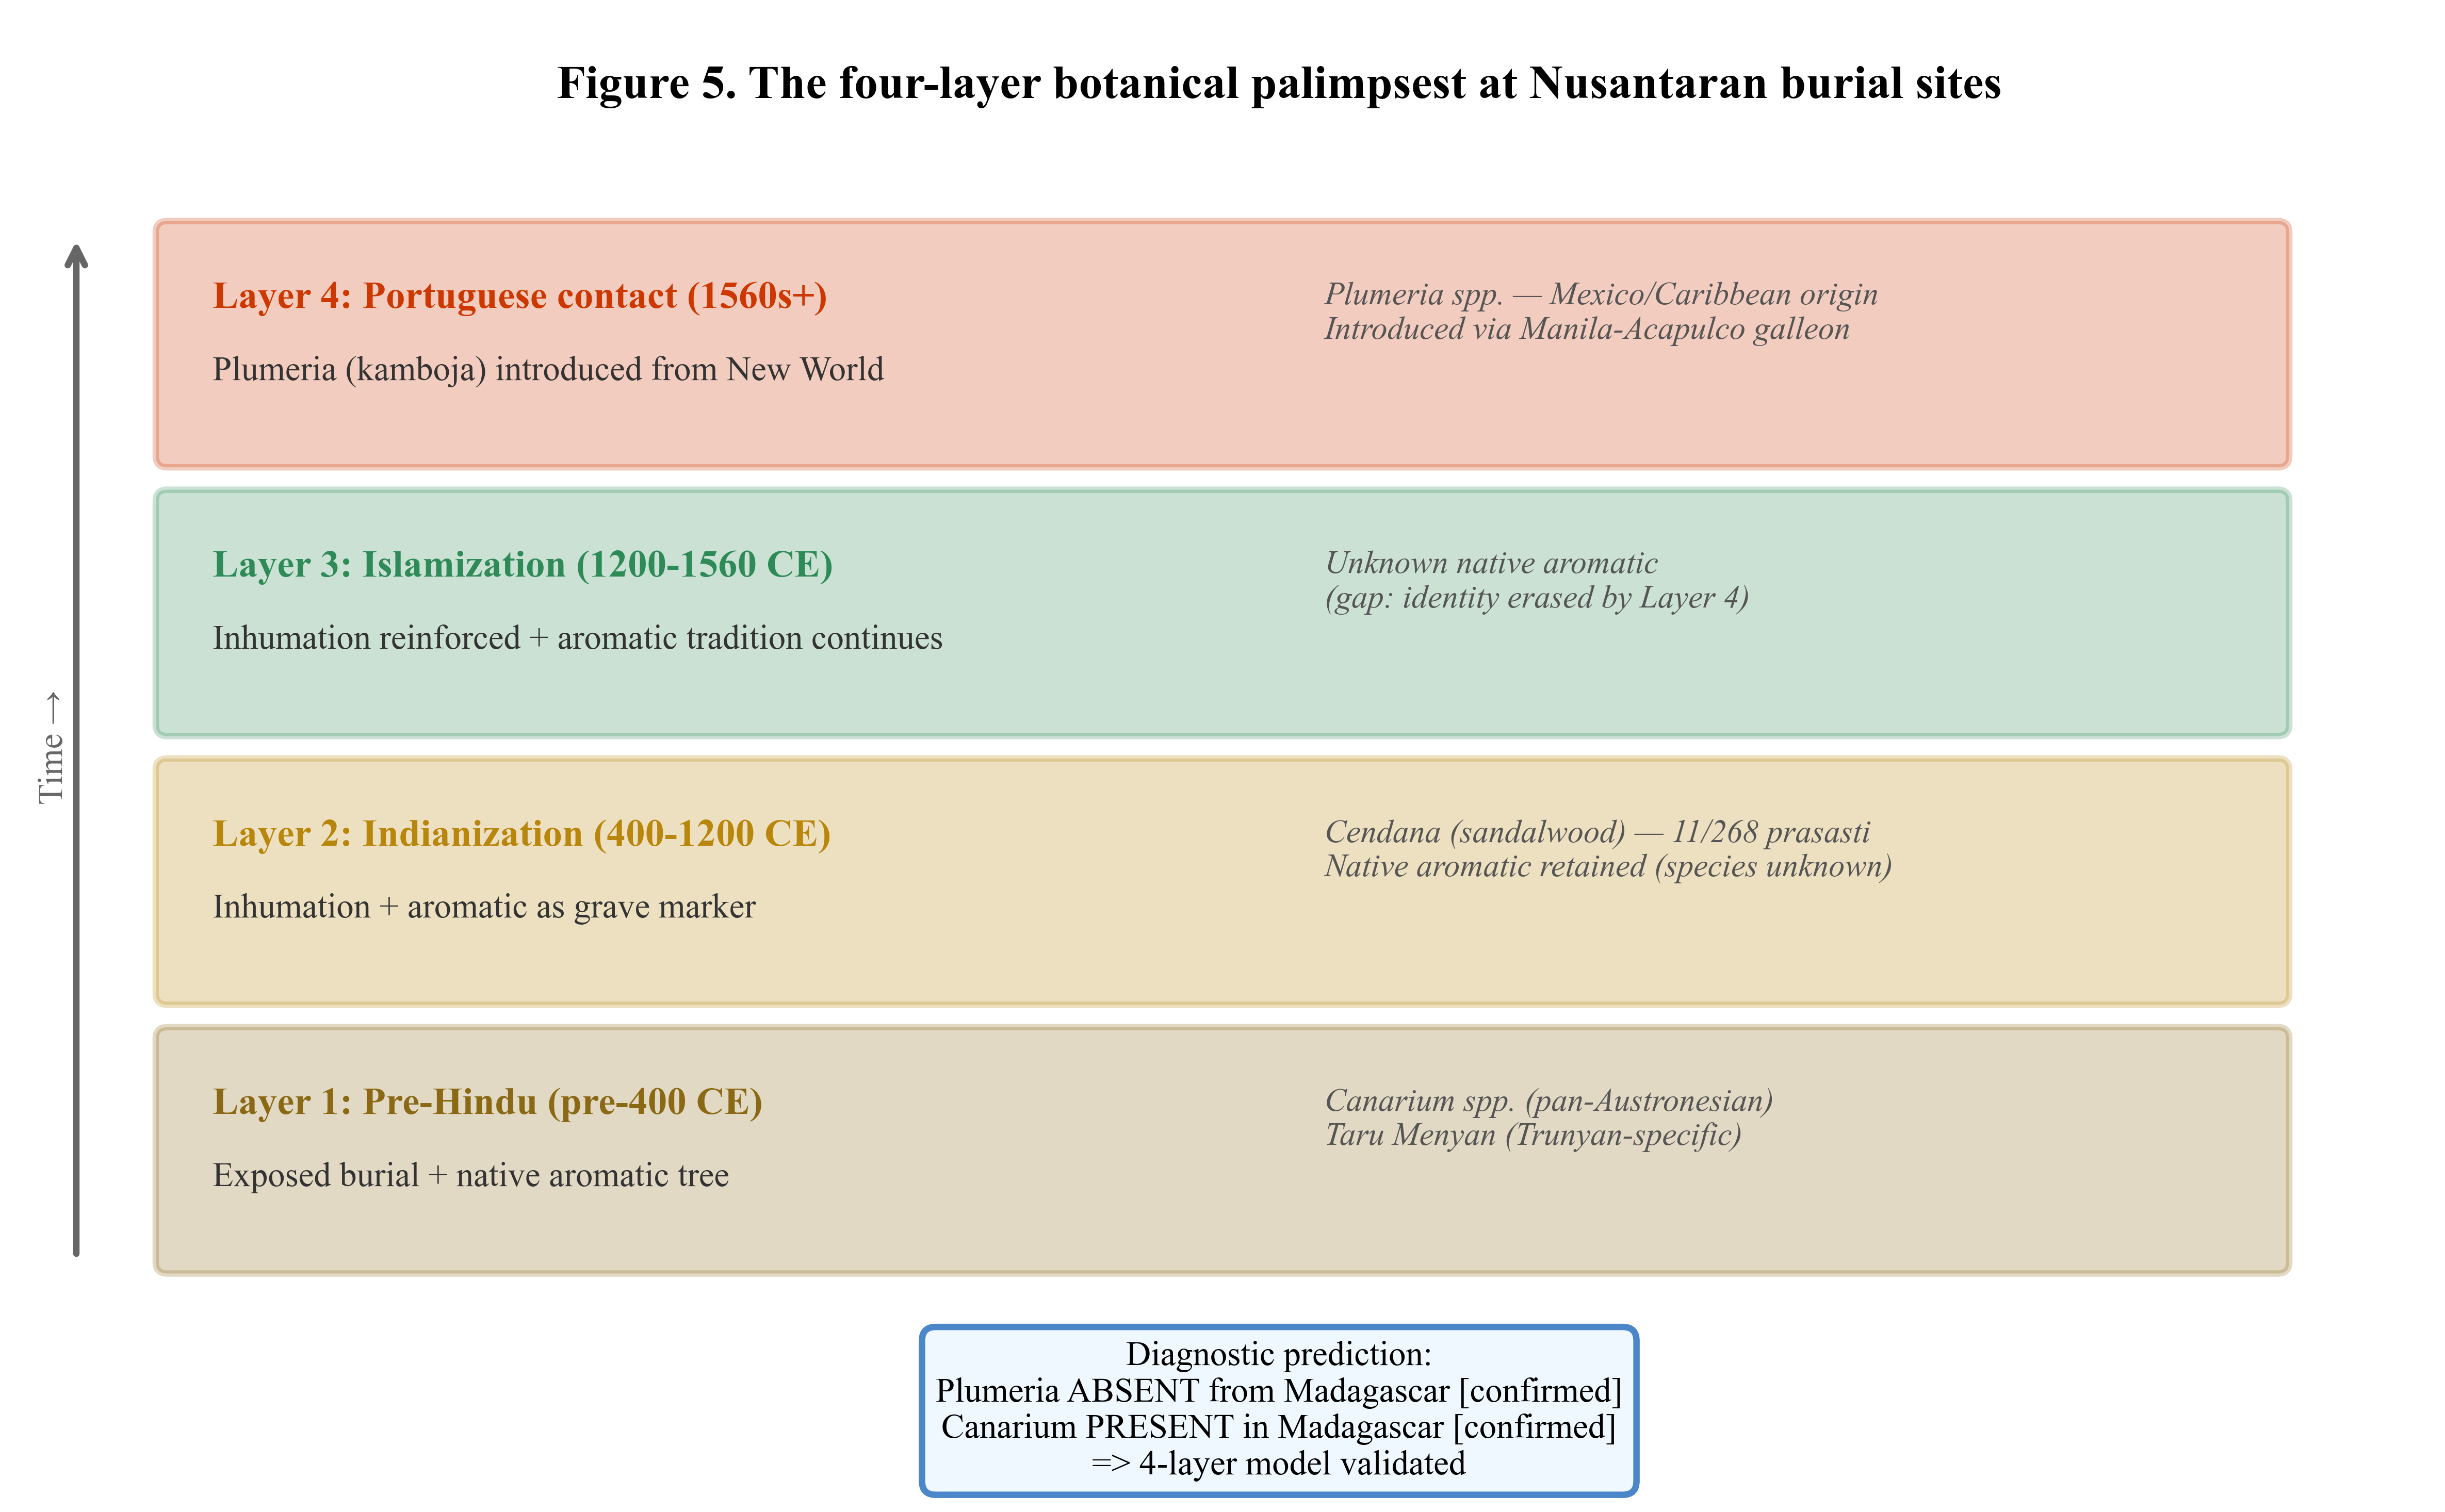 Figure 5. The four-layer botanical palimpsest at Nusantaran burial sites
Time →
Layer 4: Portuguese contact (1560s+)
Plumeria (kamboja) introduced from New World
Plumeria spp. — Mexico/Caribbean origin
Introduced via Manila-Acapulco galleon
Layer 3: Islamization (1200-1560 CE)
Inhumation reinforced + aromatic tradition continues
Unknown native aromatic
(gap: identity erased by Layer 4)
Layer 2: Indianization (400-1200 CE)
Inhumation + aromatic as grave marker
Cendana (sandalwood) — 11/268 prasasti
Native aromatic retained (species unknown)
Layer 1: Pre-Hindu (pre-400 CE)
Exposed burial + native aromatic tree
Canarium spp. (pan-Austronesian)
Taru Menyan (Trunyan-specific)
Diagnostic prediction:
Plumeria ABSENT from Madagascar [confirmed]
Canarium PRESENT in Madagascar [confirmed]
=> 4-layer model validated